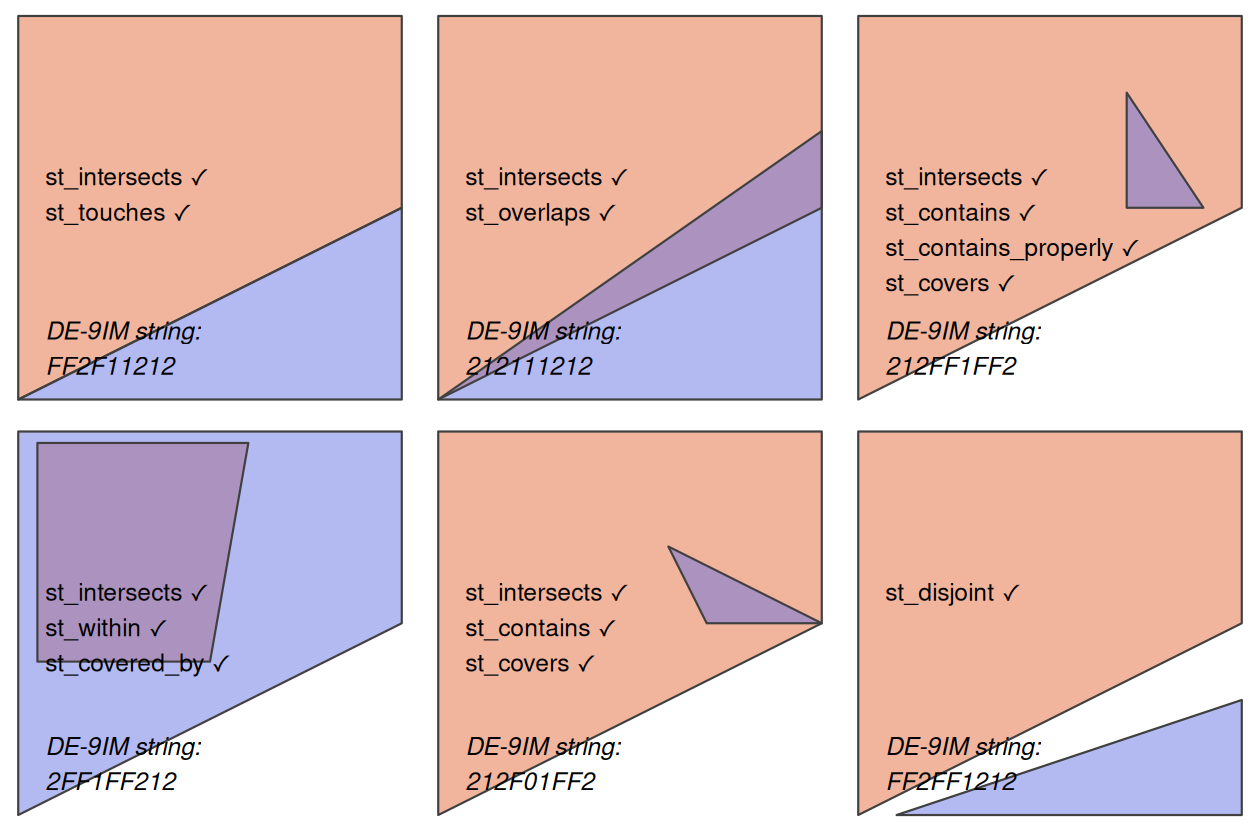 st_intersects ✓
st_touches ✓
DE-9IM string:
FF2F11212
st_intersects ✓
st_overlaps ✓
DE-9IM string:
212111212
st_intersects ✓
st_contains ✓
st_contains_properly ✓
st_covers ✓
DE-9IM string:
212FF1FF2
st_intersects ✓
st_within ✓
st_covered_by ✓
DE-9IM string:
2FF1FF212
st_intersects ✓
st_contains ✓
st_covers ✓
DE-9IM string:
212F01FF2
st_disjoint ✓
DE-9IM string:
FF2FF1212